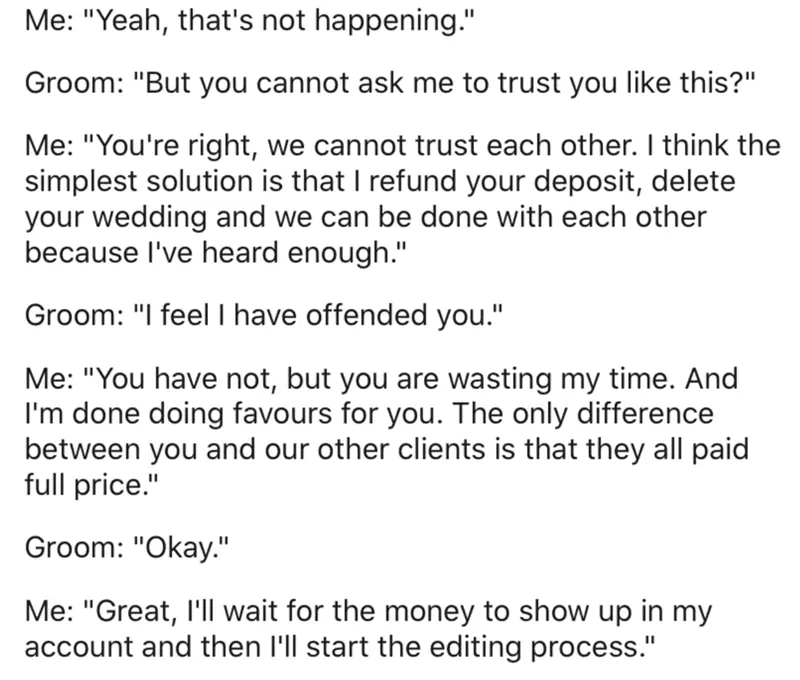 Me: "Yeah, that's not happening."
Groom: "But you cannot ask me to trust you like this?"
Me: "You're right, we cannot trust each other. I think the
simplest solution is that I refund your deposit, delete
your wedding and we can be done with each other
because I've heard enough."
Groom: "I feel I have offended you."
Me: "You have not, but you are wasting my time. And
I'm done doing favours for you. The only difference
between you and our other clients is that they all paid
full price."
Groom: "Okay."
Me: "Great, I'll wait for the money to show up in my
account and then I'll start the editing process."